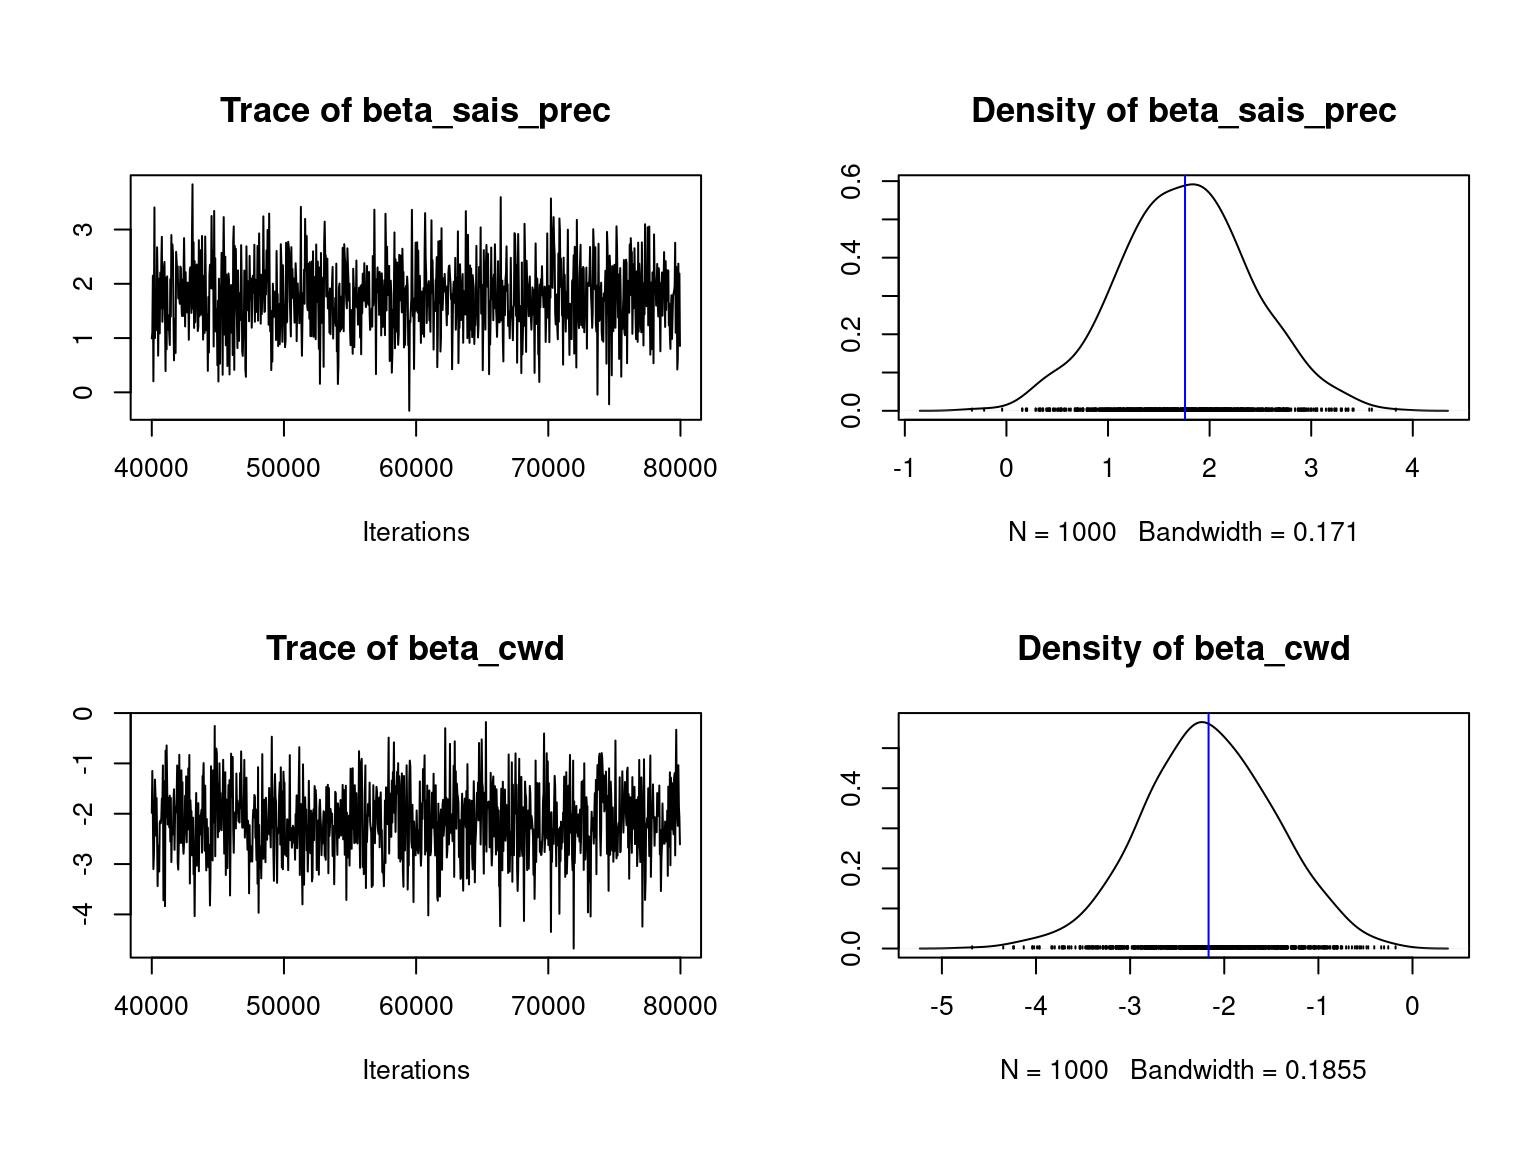 Trace of beta_sais_prec
3
2
1
0
40000 50000 60000 70000 80000
Iterations
Density of beta_sais_prec
0.6
0.4
0.2
0.0
-1 0 1 2 3 4
N = 1000 Bandwidth = 0.171
Trace of beta_cwd
0
-1
-2
-3
-4
40000 50000 60000 70000 80000
Iterations
Density of beta_cwd
0.4
0.2
0.0
-5 -4 -3 -2 -1 0
N = 1000 Bandwidth = 0.1855